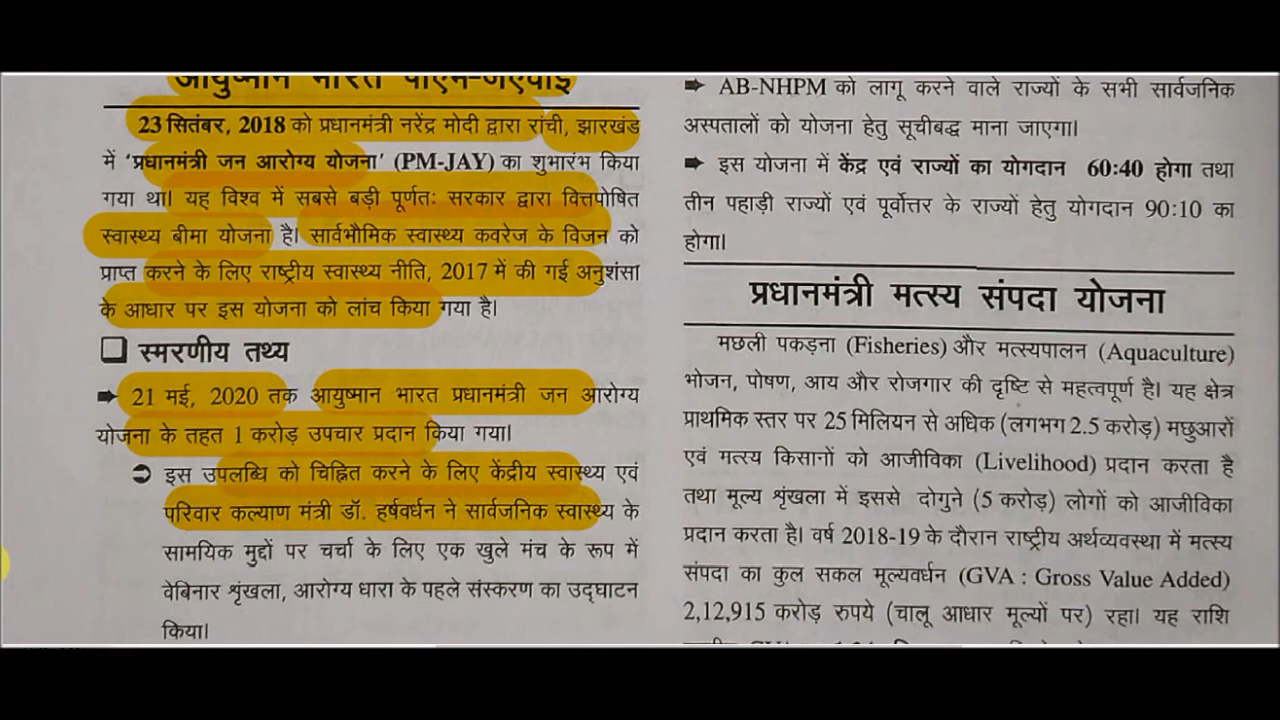 आयुष्मान भारत पीएम-जेएवाई
23 सितंबर, 2018 को प्रधानमंत्री नरेंद्र मोदी द्वारा रांची, झारखंड
में ‘प्रधानमंत्री जन आरोग्य योजना’ (PM-JAY) का शुभारंभ किया
गया था। यह विश्व में सबसे बड़ी पूर्णतः सरकार द्वारा वित्तपोषित
स्वास्थ्य बीमा योजना है। सार्वभौमिक स्वास्थ्य कवरेज के विजन को
प्राप्त करने के लिए राष्ट्रीय स्वास्थ्य नीति, 2017 में की गई अनुशंसा
के आधार पर इस योजना को लांच किया गया है।
❑ स्मरणीय तथ्य
➠ 21 मई, 2020 तक आयुष्मान भारत प्रधानमंत्री जन आरोग्य
योजना के तहत 1 करोड़ उपचार प्रदान किया गया।
➲ इस उपलब्धि को चिह्नित करने के लिए केंद्रीय स्वास्थ्य एवं
परिवार कल्याण मंत्री डॉ. हर्षवर्धन ने सार्वजनिक स्वास्थ्य के
सामयिक मुद्दों पर चर्चा के लिए एक खुले मंच के रूप में
वेबिनार शृंखला, आरोग्य धारा के पहले संस्करण का उद्घाटन
किया।
➠ AB-NHPM को लागू करने वाले राज्यों के सभी सार्वजनिक
अस्पतालों को योजना हेतु सूचीबद्ध माना जाएगा।
➠ इस योजना में केंद्र एवं राज्यों का योगदान 60:40 होगा तथा
तीन पहाड़ी राज्यों एवं पूर्वोत्तर के राज्यों हेतु योगदान 90:10 का
होगा।
प्रधानमंत्री मत्स्य संपदा योजना
मछली पकड़ना (Fisheries) और मत्स्यपालन (Aquaculture)
भोजन, पोषण, आय और रोजगार की दृष्टि से महत्वपूर्ण है। यह क्षेत्र
प्राथमिक स्तर पर 25 मिलियन से अधिक (लगभग 2.5 करोड़) मछुआरों
एवं मत्स्य किसानों को आजीविका (Livelihood) प्रदान करता है
तथा मूल्य शृंखला में इससे दोगुने (5 करोड़) लोगों को आजीविका
प्रदान करता है। वर्ष 2018-19 के दौरान राष्ट्रीय अर्थव्यवस्था में मत्स्य
संपदा का कुल सकल मूल्यवर्धन (GVA : Gross Value Added)
2,12,915 करोड़ रुपये (चालू आधार मूल्यों पर) रहा। यह राशि